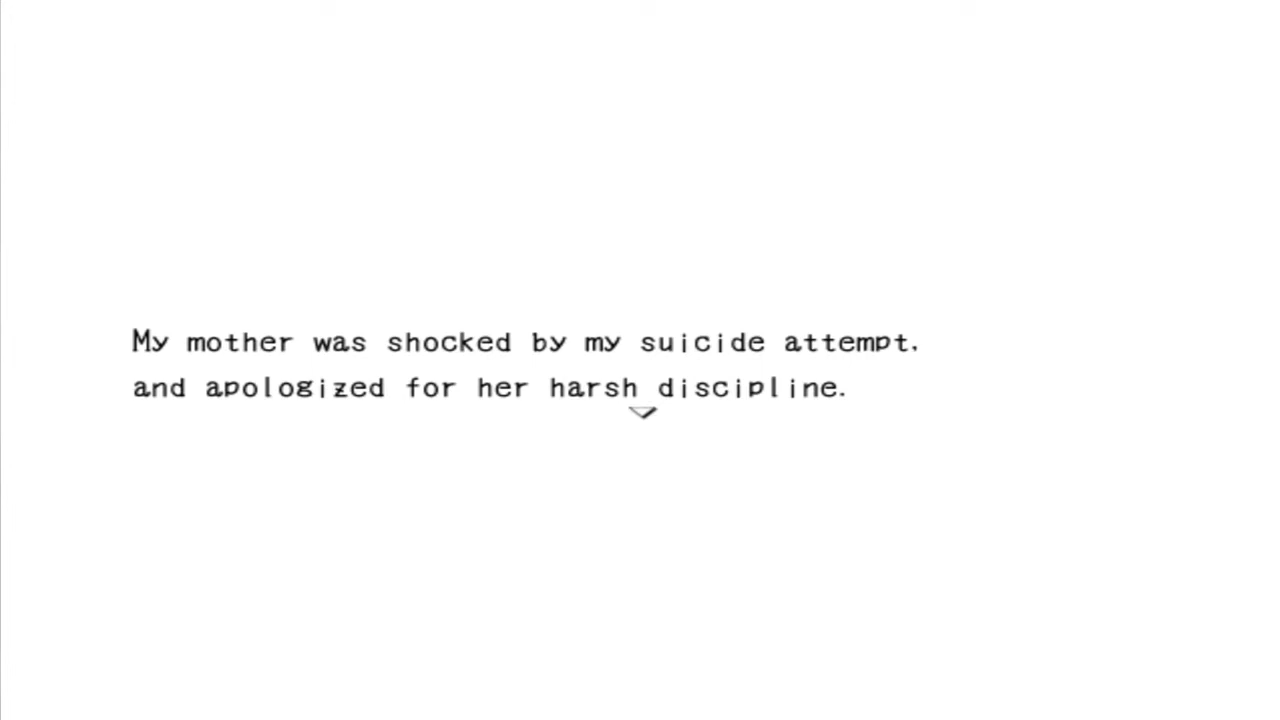 My mother was shocked by my suicide attempt,
and apologized for her harsh discipline.